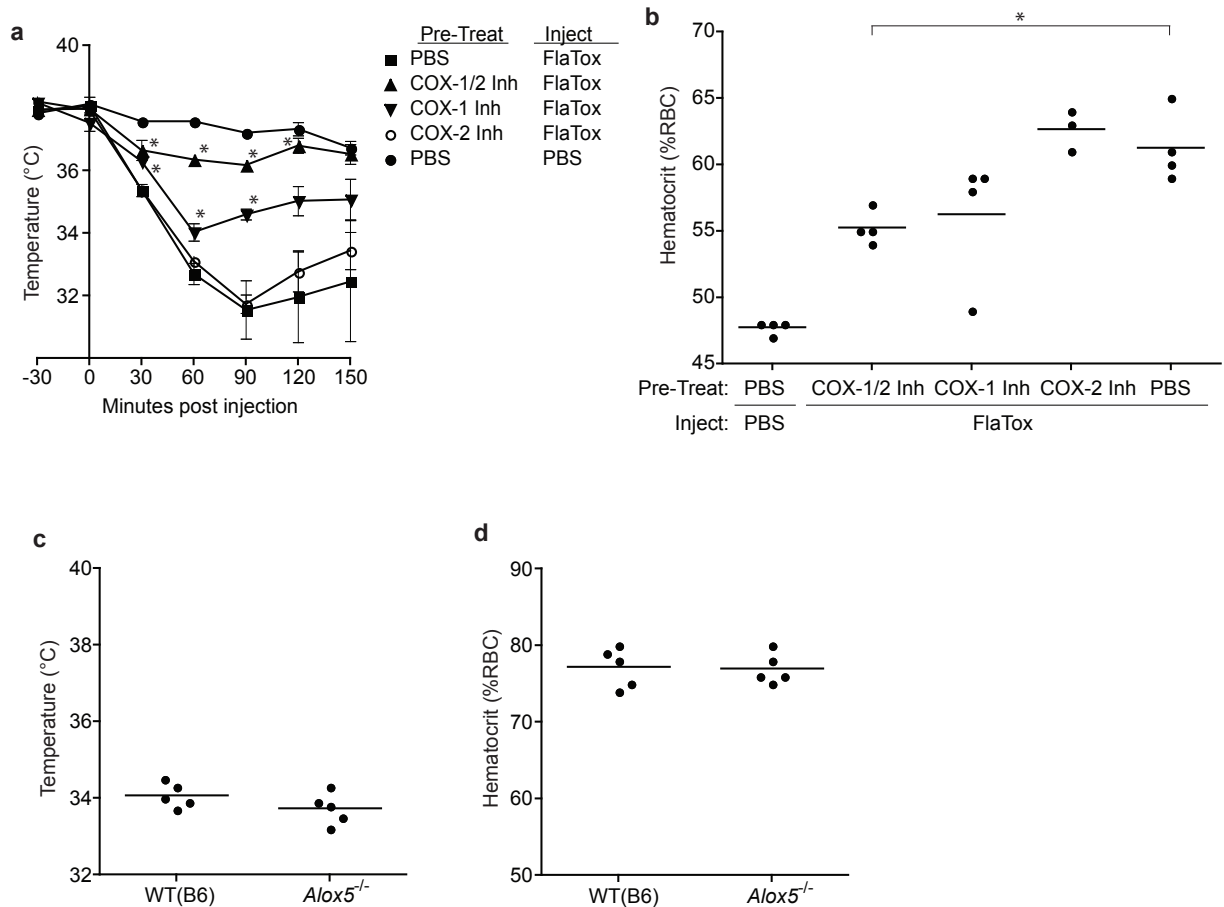 a
Pre-Treat Inject
PBS FlaTox
COX-1/2 Inh FlaTox
COX-1 Inh FlaTox
COX-2 Inh FlaTox
PBS PBS
Temperature (°C)
40
38
36
34
32
* * * *
* * *
-30 0 30 60 90 120 150
Minutes post injection
b
*
Hematocrit (%RBC)
70
65
60
55
50
45
Pre-Treat: PBS COX-1/2 Inh COX-1 Inh COX-2 Inh PBS
Inject: PBS FlaTox
c
Temperature (°C)
40
38
36
34
32
WT(B6) Alox5-/-
d
Hematocrit (%RBC)
90
80
70
60
50
WT(B6) Alox5-/-